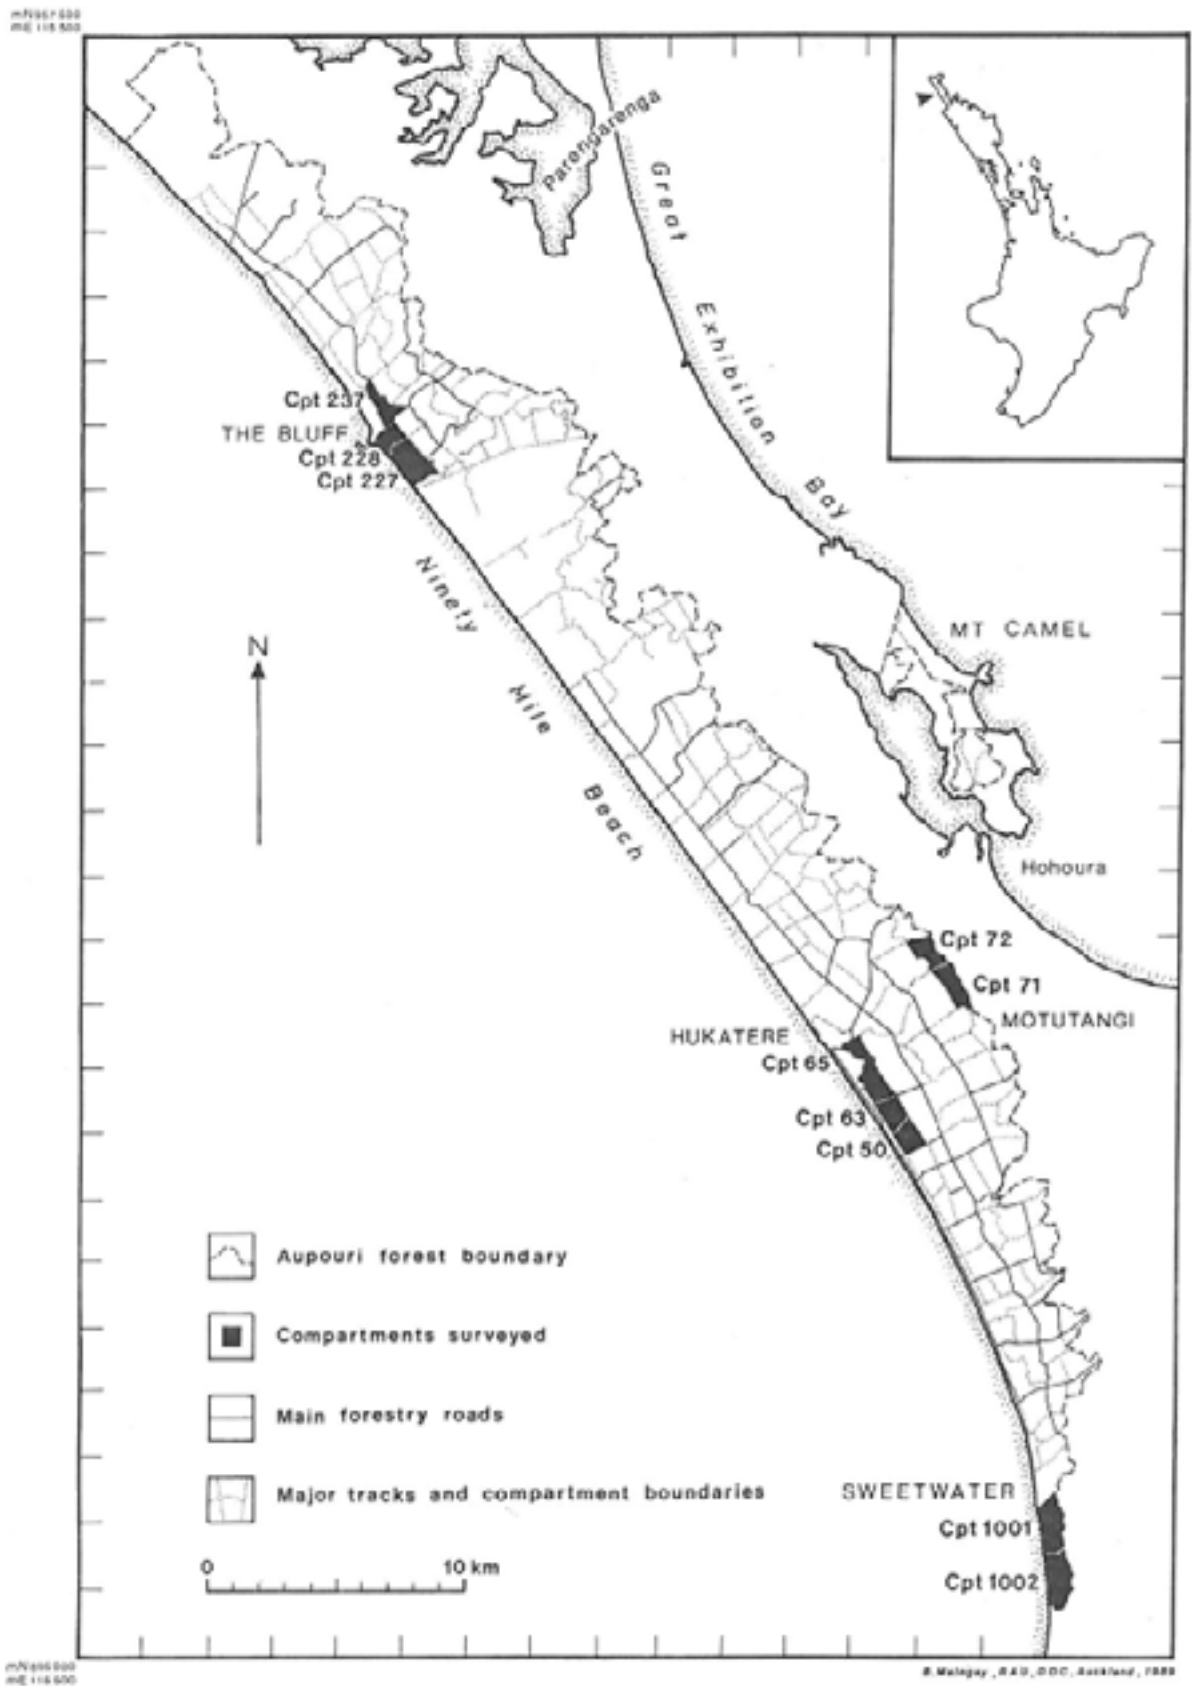 Parengarenga
Great Exhibition Bay
Cpt 237
THE BLUFF
Cpt 228
Cpt 227
Ninety Mile Beach
N
MT CAMEL
Hohoura
Cpt 72
Cpt 71
MOTUTANGI
HUKATERE
Cpt 65
Cpt 63
Cpt 50
Aupouri forest boundary
Compartments surveyed
Main forestry roads
Major tracks and compartment boundaries
0 10 km
SWEETWATER
Cpt 1001
Cpt 1002